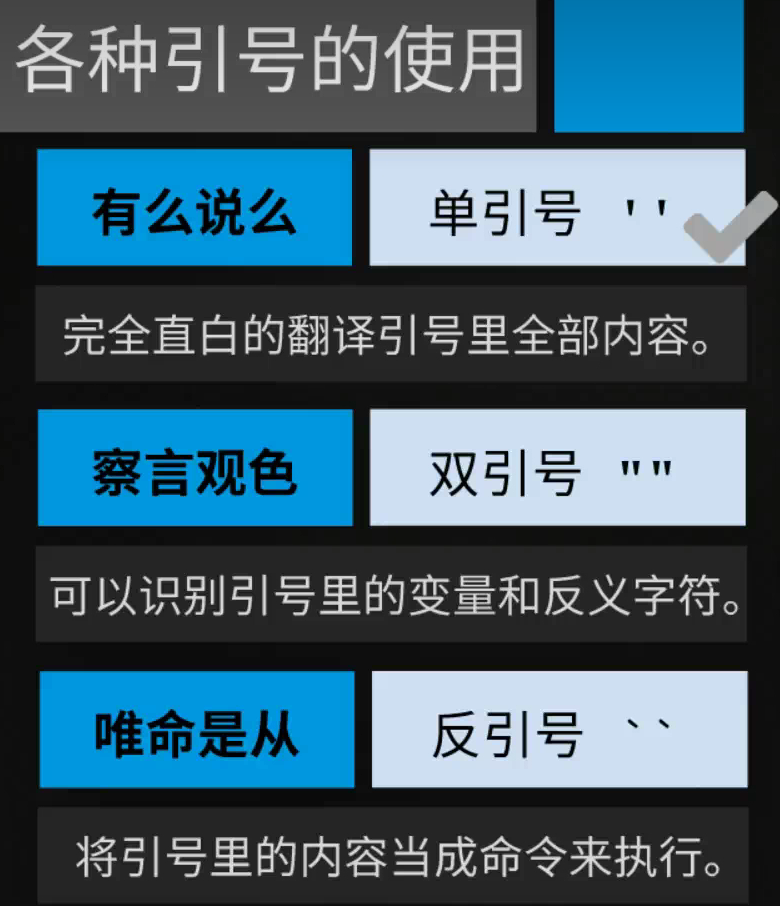 各种引号的使用
有么说么 单引号 ' '
完全直白的翻译引号里全部内容。
察言观色 双引号 " "
可以识别引号里的变量和反义字符。
唯命是从 反引号 ` `
将引号里的内容当成命令来执行。